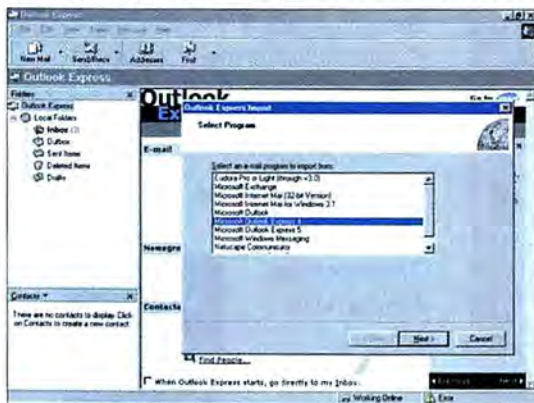 Outlook Express
New Mail
Send/Recv
Addresses
Find
Outlook Express
Folders
Outlook Express
Local Folders
Inbox (3)
Outbox
Sent Items
Deleted Items
Drafts
Contacts
There are no contacts to display. Click
on Contacts to create a new contact.
Outlook
Ex
Go to
E-mail
Newsgro
Contacts
Find People...
When Outlook Express starts, go directly to my Inbox.
Outlook Express Import
Select Program
Select an e-mail program to import from:
Eudora Pro or Light (through v3.0)
Microsoft Exchange
Microsoft Internet Mail (32-bit Version)
Microsoft Internet Mail for Windows 3.1
Microsoft Outlook
Microsoft Outlook Express 4
Microsoft Outlook Express 5
Microsoft Windows Messaging
Netscape Communicator
Next >
Cancel
Working Online